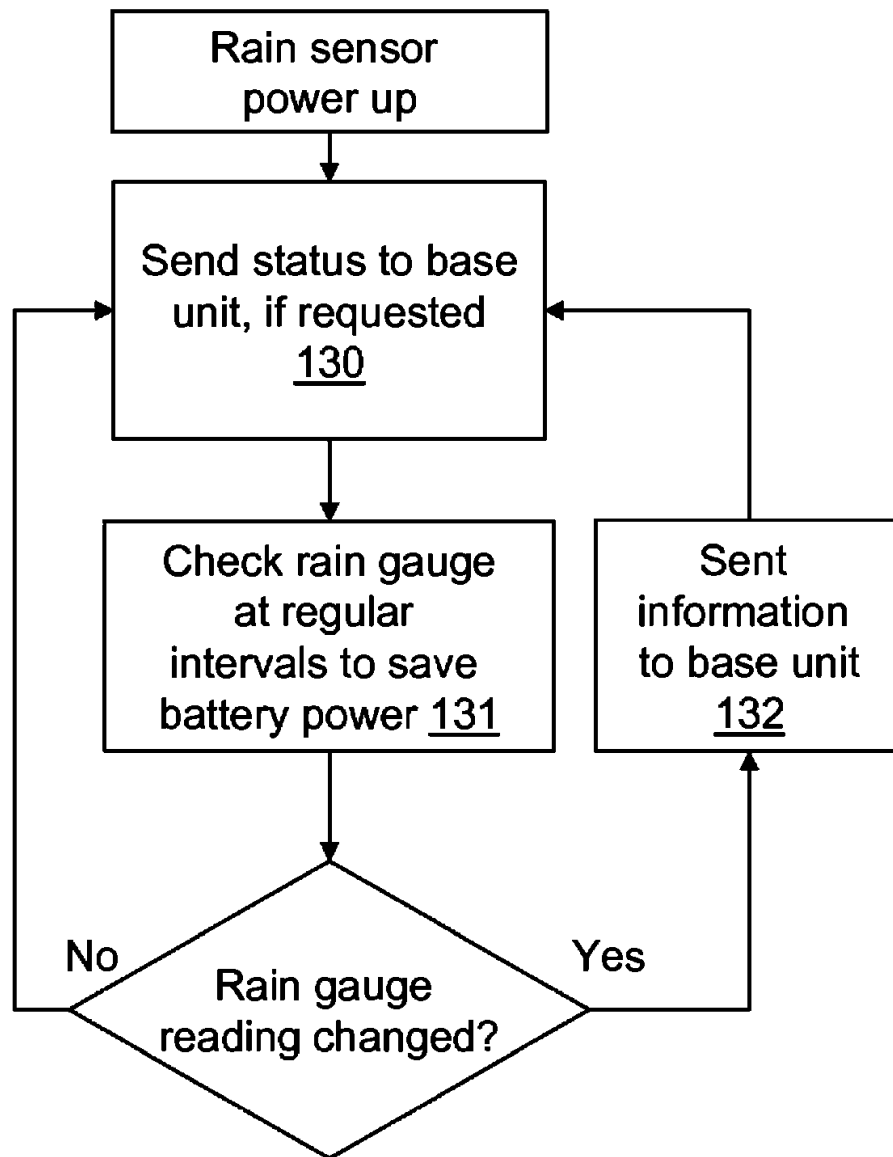 Rain sensor
power up
Send status to base
unit, if requested
130
Check rain gauge
at regular
intervals to save
battery power 131
Sent
information
to base unit
132
No
Yes
Rain gauge
reading changed?